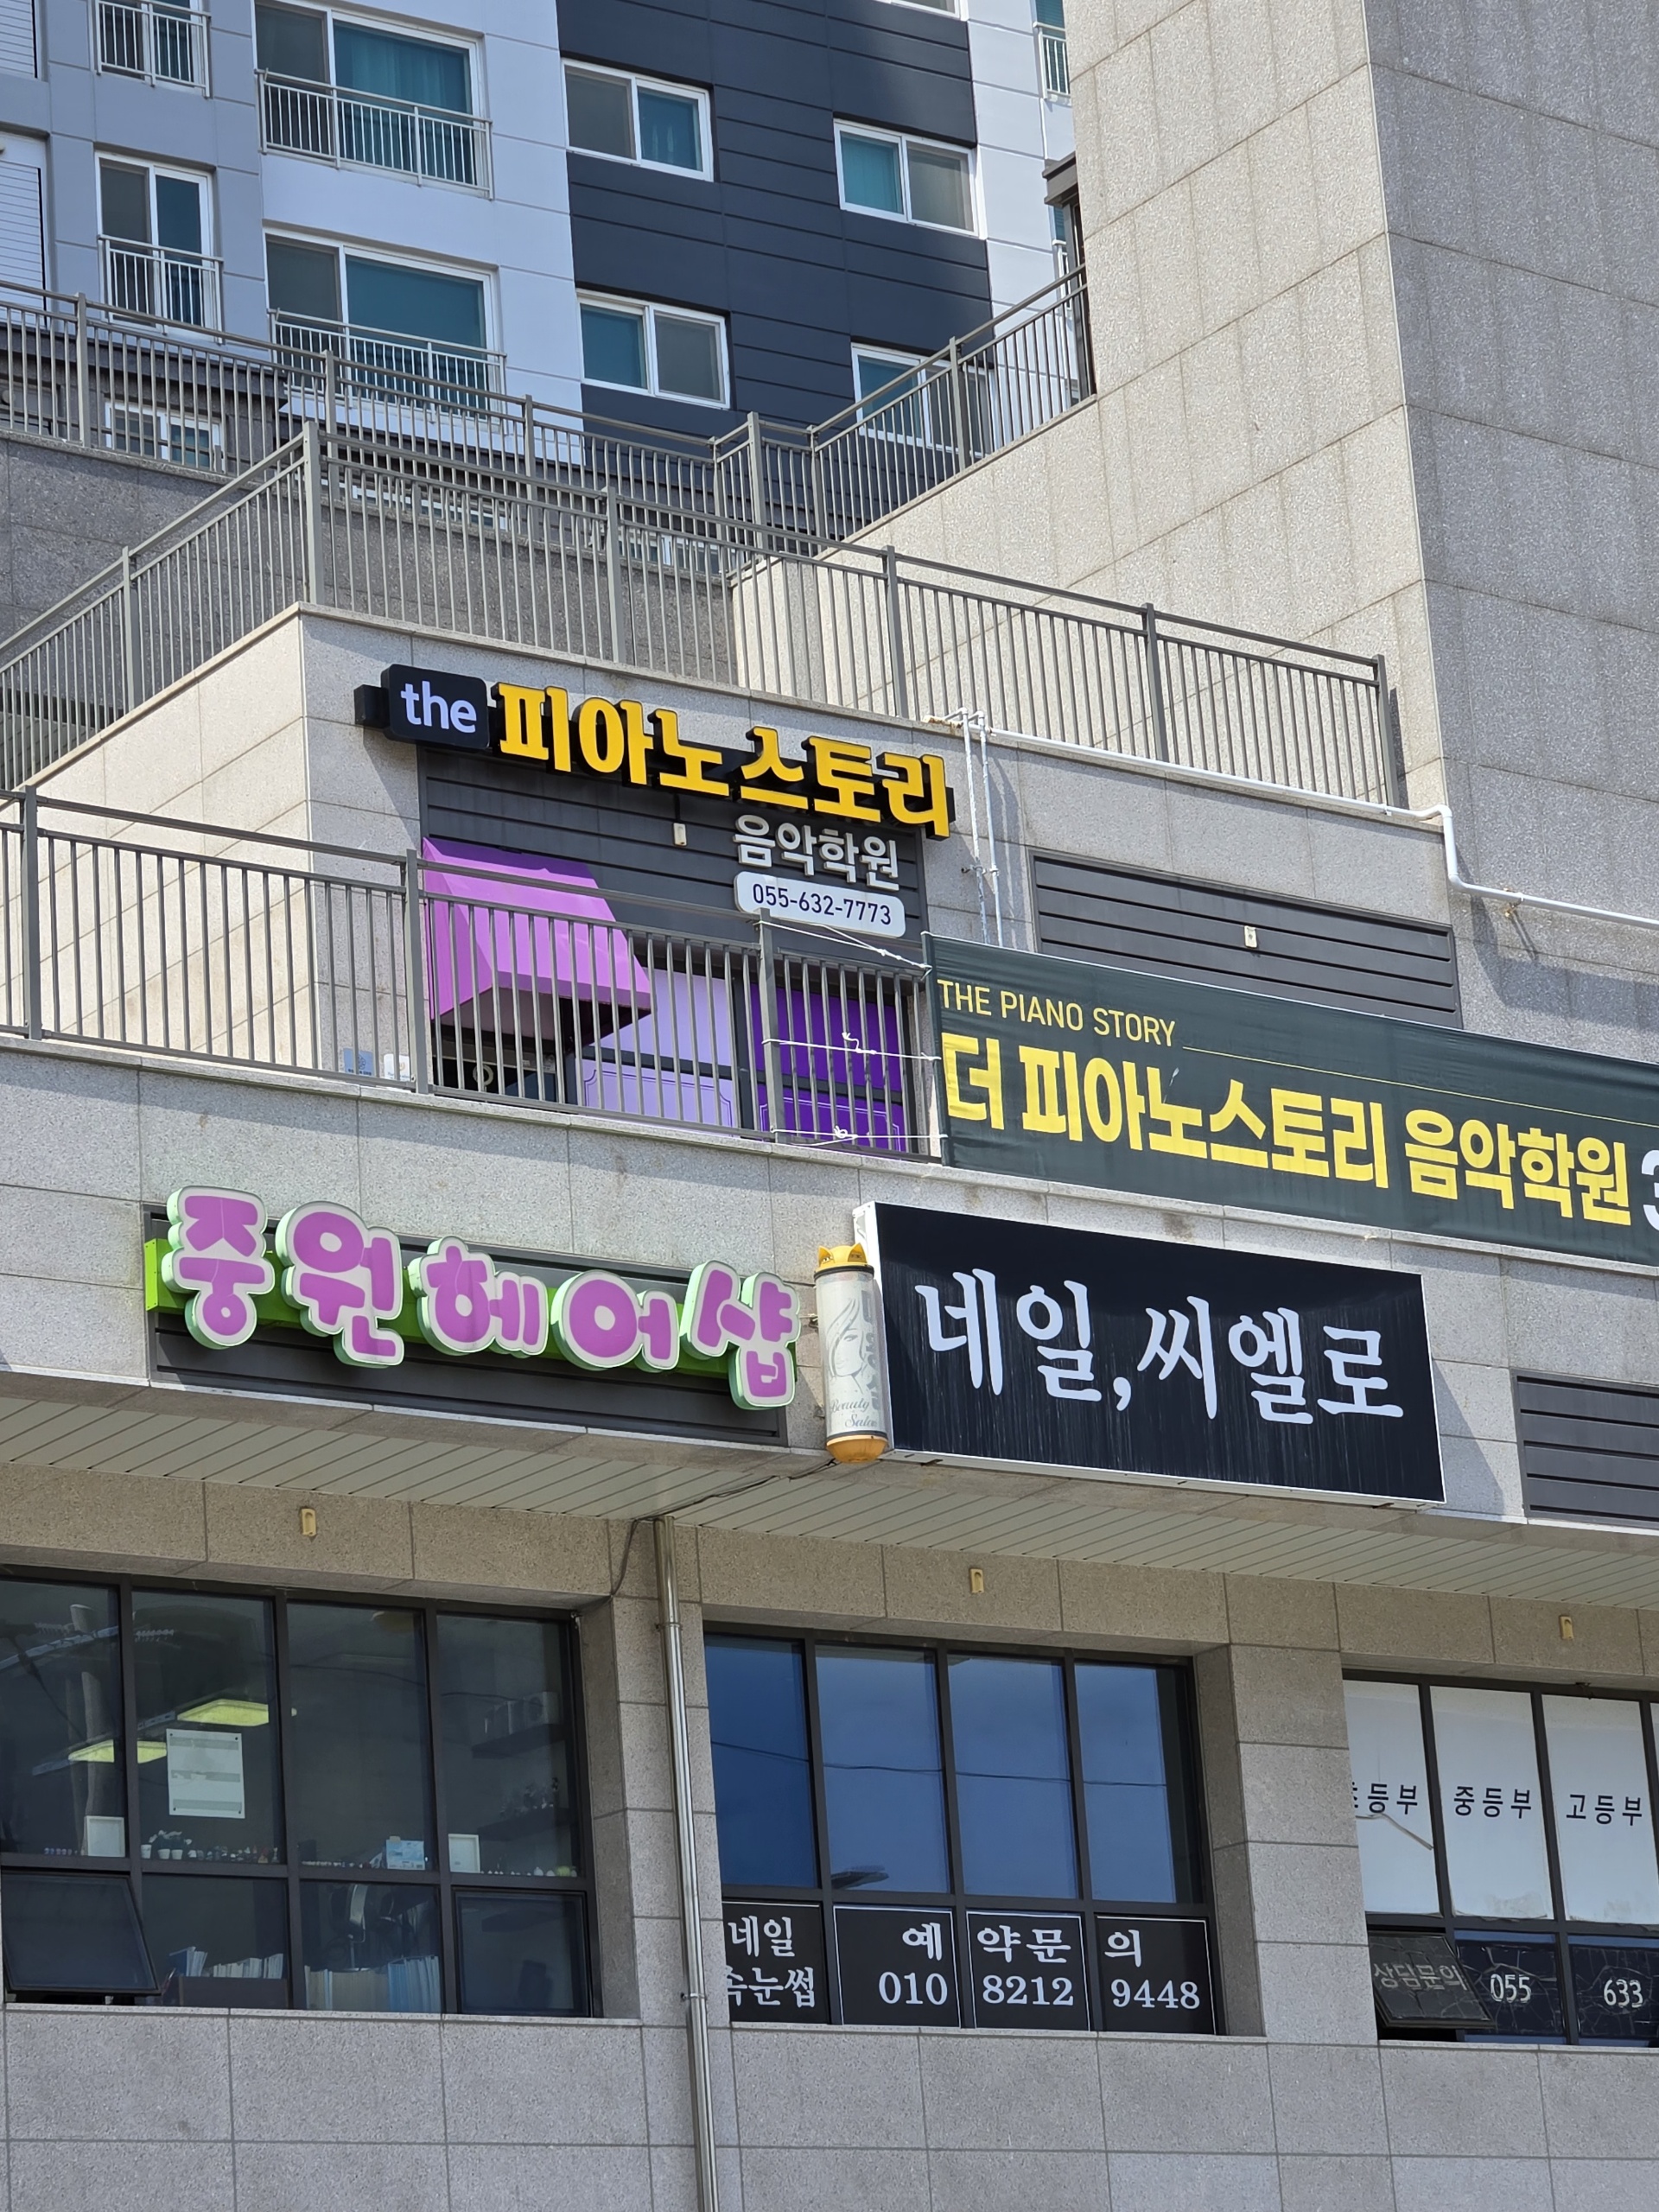 the 피아노스토리
음악학원
055-632-7773
THE PIANO STORY
더 피아노스토리 음악학원
중원헤어샵
Beauty
Salon
네일,씨엘로
네일 예약문의
속눈썹 010 8212 9448
초등부 중등부 고등부
상담문의 055 633